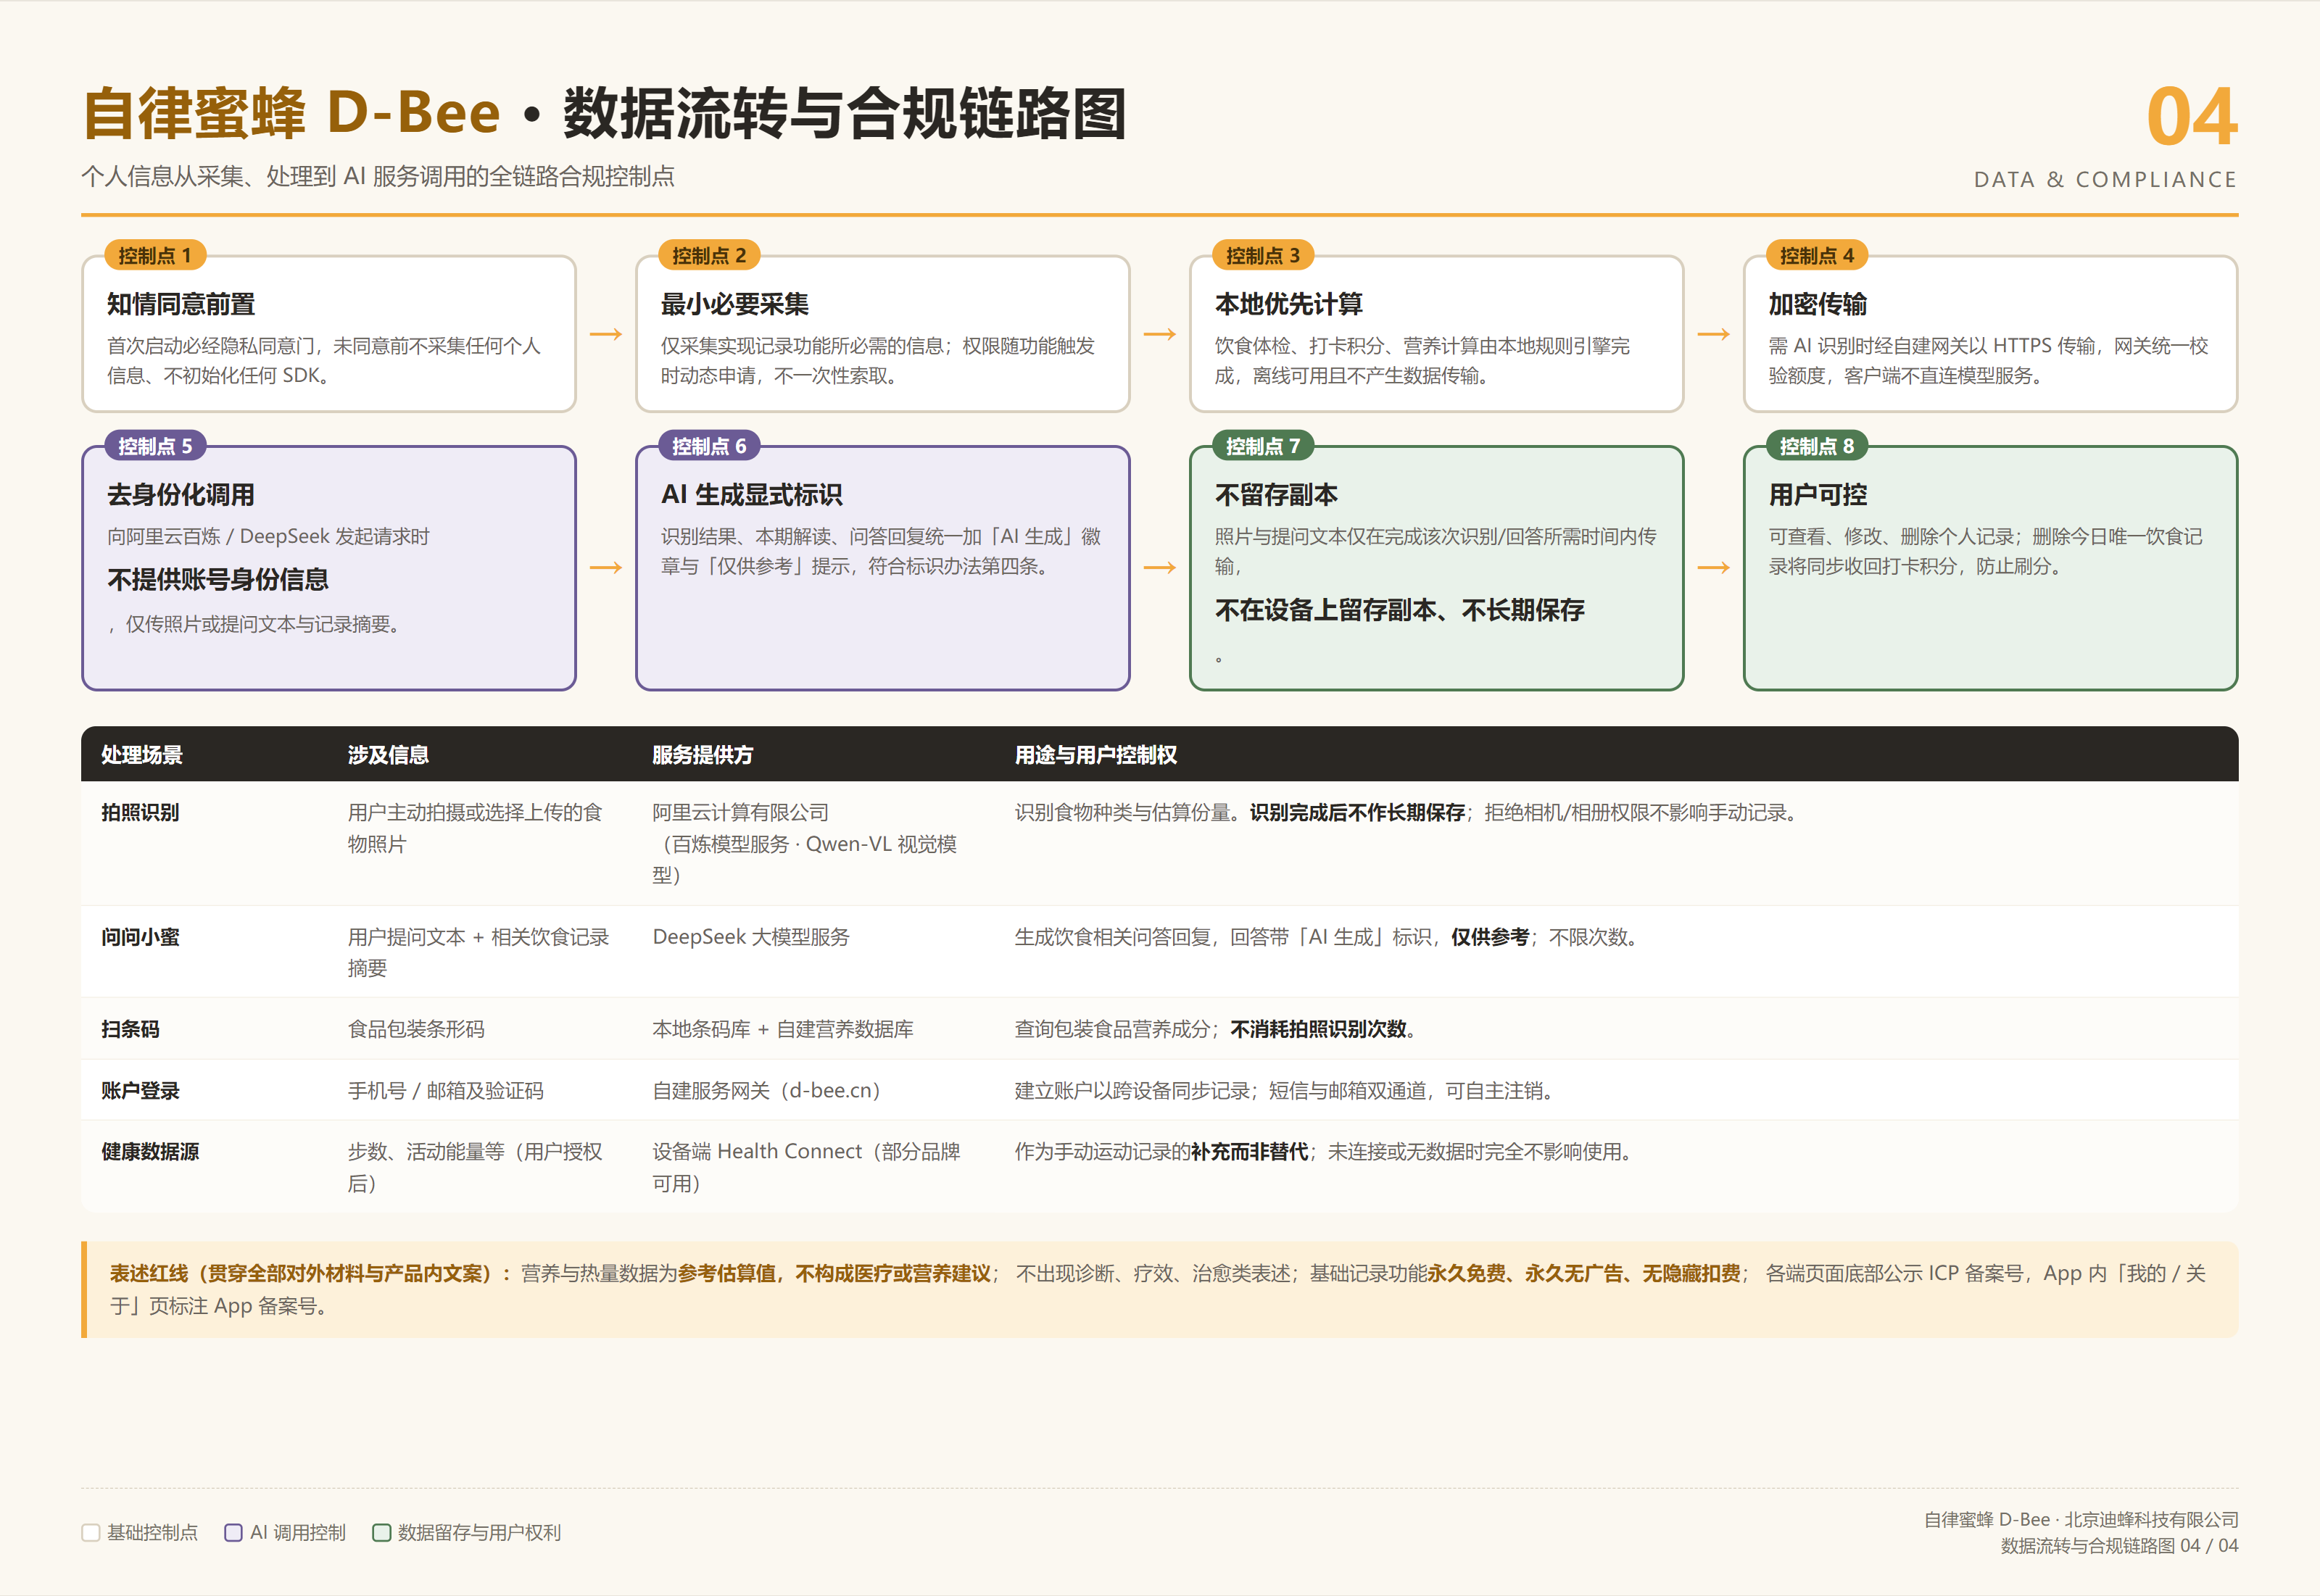 自律蜜蜂 D-Bee · 数据流转与合规链路图
04
个人信息从采集、处理到 AI 服务调用的全链路合规控制点
DATA & COMPLIANCE
控制点 1
知情同意前置
首次启动必经隐私同意门，未同意前不采集任何个人
信息、不初始化任何 SDK。
→
控制点 2
最小必要采集
仅采集实现记录功能所必需的信息；权限随功能触发
时动态申请，不一次性索取。
→
控制点 3
本地优先计算
饮食体检、打卡积分、营养计算由本地规则引擎完
成，离线可用且不产生数据传输。
→
控制点 4
加密传输
需 AI 识别时经自建网关以 HTTPS 传输，网关统一校
验额度，客户端不直连模型服务。
控制点 5
去身份化调用
向阿里云百炼 / DeepSeek 发起请求时
不提供账号身份信息
，仅传照片或提问文本与记录摘要。
→
控制点 6
AI 生成显式标识
识别结果、本期解读、问答回复统一加「AI 生成」徽
章与「仅供参考」提示，符合标识办法第四条。
→
控制点 7
不留存副本
照片与提问文本仅在完成该次识别/回答所需时间内传
输，
不在设备上留存副本、不长期保存
。
→
控制点 8
用户可控
可查看、修改、删除个人记录；删除今日唯一饮食记
录将同步收回打卡积分，防止刷分。
处理场景 涉及信息 服务提供方 用途与用户控制权
拍照识别
用户主动拍摄或选择上传的食
物照片
阿里云计算有限公司
（百炼模型服务 · Qwen-VL 视觉模
型）
识别食物种类与估算份量。识别完成后不作长期保存；拒绝相机/相册权限不影响手动记录。
问问小蜜
用户提问文本 + 相关饮食记录
摘要
DeepSeek 大模型服务
生成饮食相关问答回复，回答带「AI 生成」标识，仅供参考；不限次数。
扫条码
食品包装条形码
本地条码库 + 自建营养数据库
查询包装食品营养成分；不消耗拍照识别次数。
账户登录
手机号 / 邮箱及验证码
自建服务网关（d-bee.cn）
建立账户以跨设备同步记录；短信与邮箱双通道，可自主注销。
健康数据源
步数、活动能量等（用户授权
后）
设备端 Health Connect（部分品牌
可用）
作为手动运动记录的补充而非替代；未连接或无数据时完全不影响使用。
表述红线（贯穿全部对外材料与产品内文案）：营养与热量数据为参考估算值，不构成医疗或营养建议； 不出现诊断、疗效、治愈类表述；基础记录功能永久免费、永久无广告、无隐藏扣费； 各端页面底部公示 ICP 备案号，App 内「我的 / 关
于」页标注 App 备案号。
基础控制点 AI 调用控制 数据留存与用户权利
自律蜜蜂 D-Bee · 北京迪蜂科技有限公司
数据流转与合规链路图 04 / 04